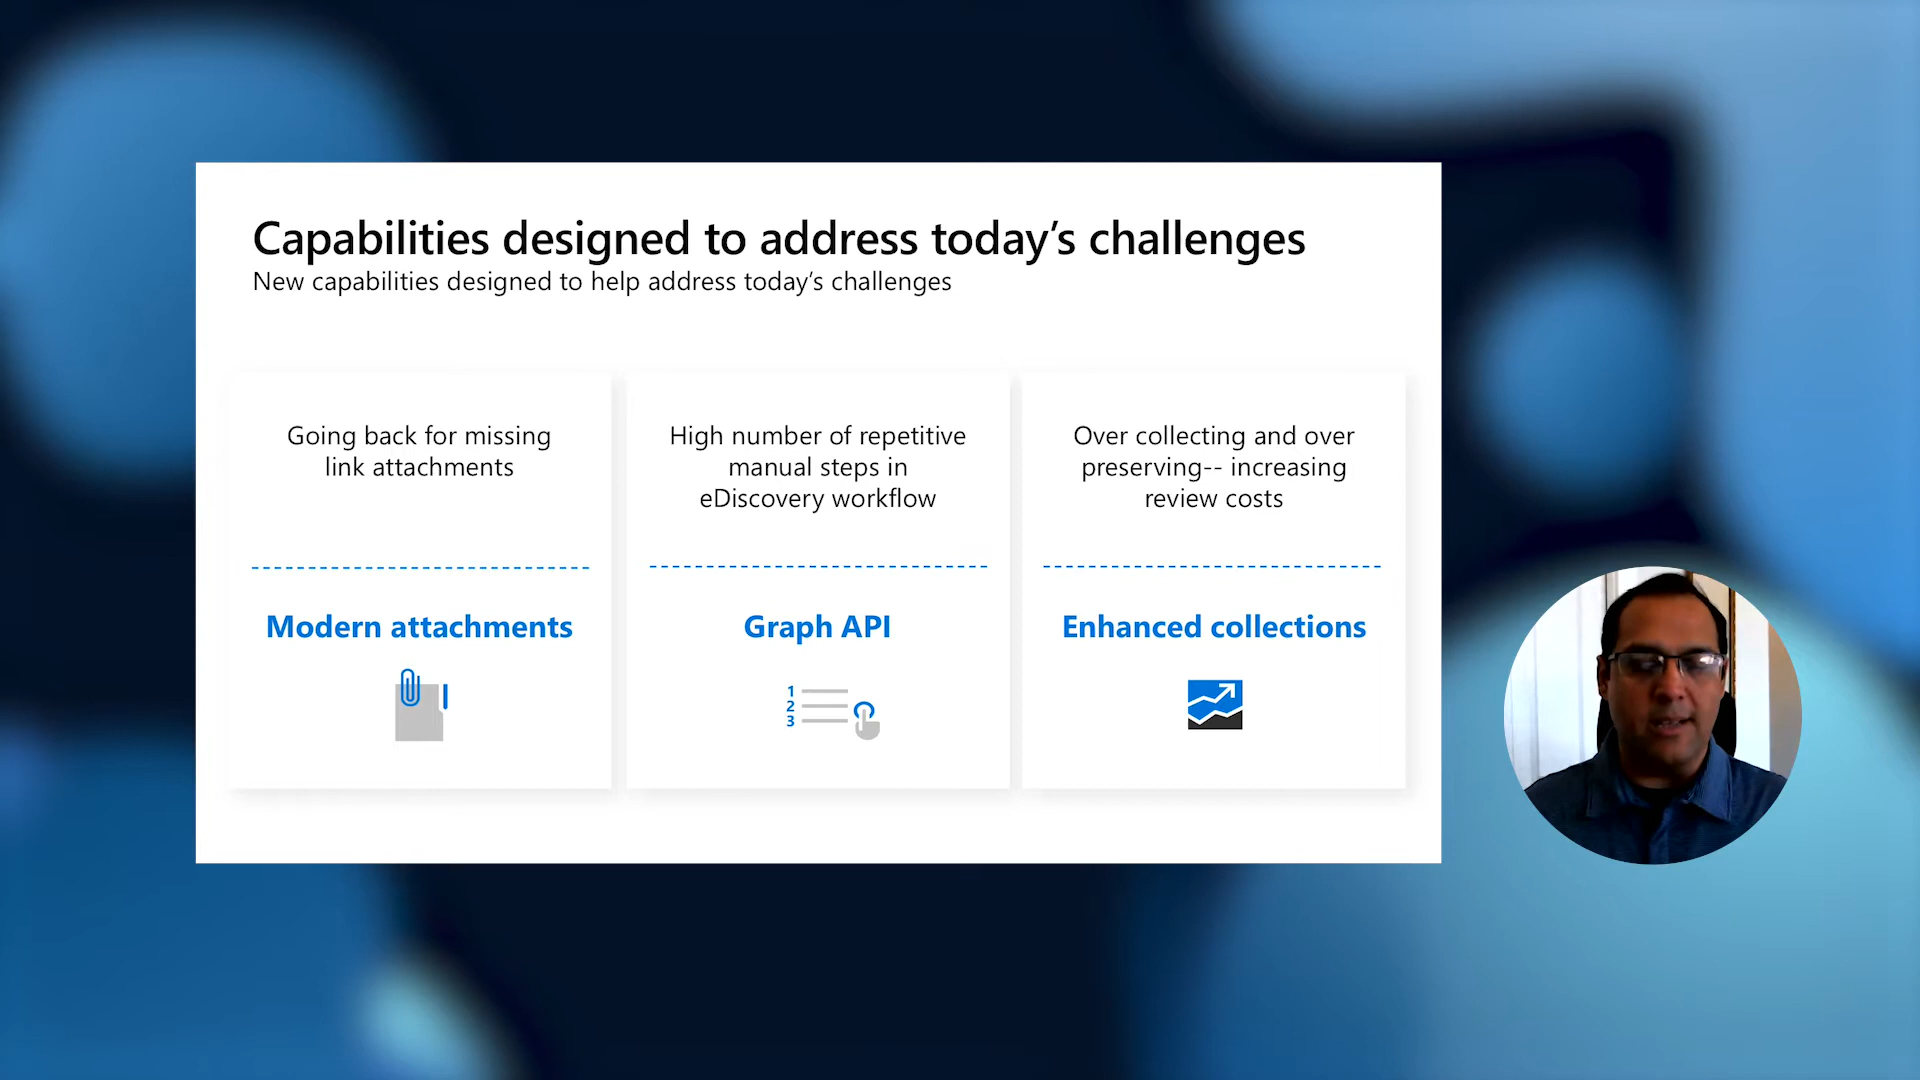 Capabilities designed to address today’s challenges
New capabilities designed to help address today’s challenges
Going back for missing
link attachments
Modern attachments
High number of repetitive
manual steps in
eDiscovery workflow
Graph API
1
2
3
Over collecting and over
preserving-- increasing
review costs
Enhanced collections